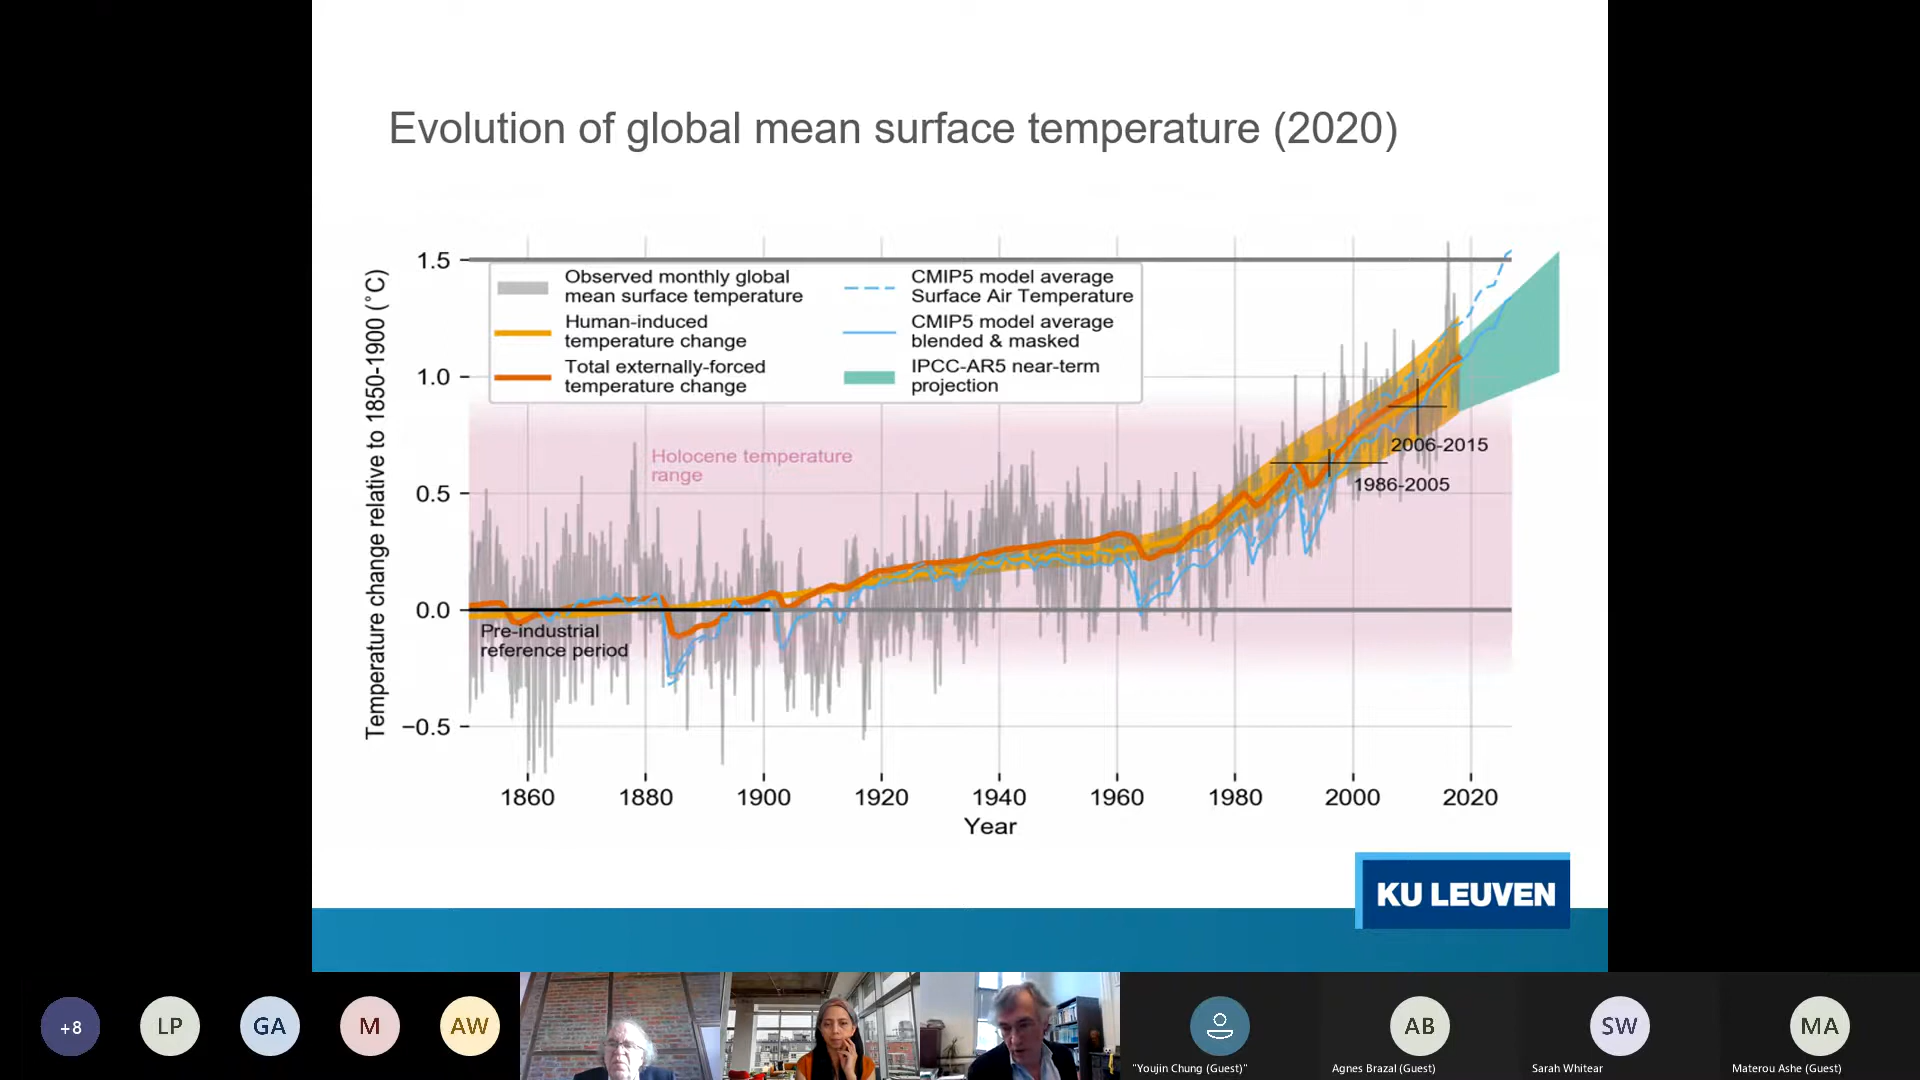 Evolution of global mean surface temperature (2020)
Temperature change relative to 1850-1900 (°C)
1.5
1.0
0.5
0.0
−0.5
Observed monthly global
mean surface temperature
Human-induced
temperature change
Total externally-forced
temperature change
CMIP5 model average
Surface Air Temperature
CMIP5 model average
blended & masked
IPCC-AR5 near-term
projection
Holocene temperature
range
2006-2015
1986-2005
Pre-industrial
reference period
1860 1880 1900 1920 1940 1960 1980 2000 2020
Year
KU LEUVEN
+8
LP
GA
M
AW
AB
SW
MA
"Youjin Chung (Guest)"
Agnes Brazal (Guest)
Sarah Whitear
Materou Ashe (Guest)